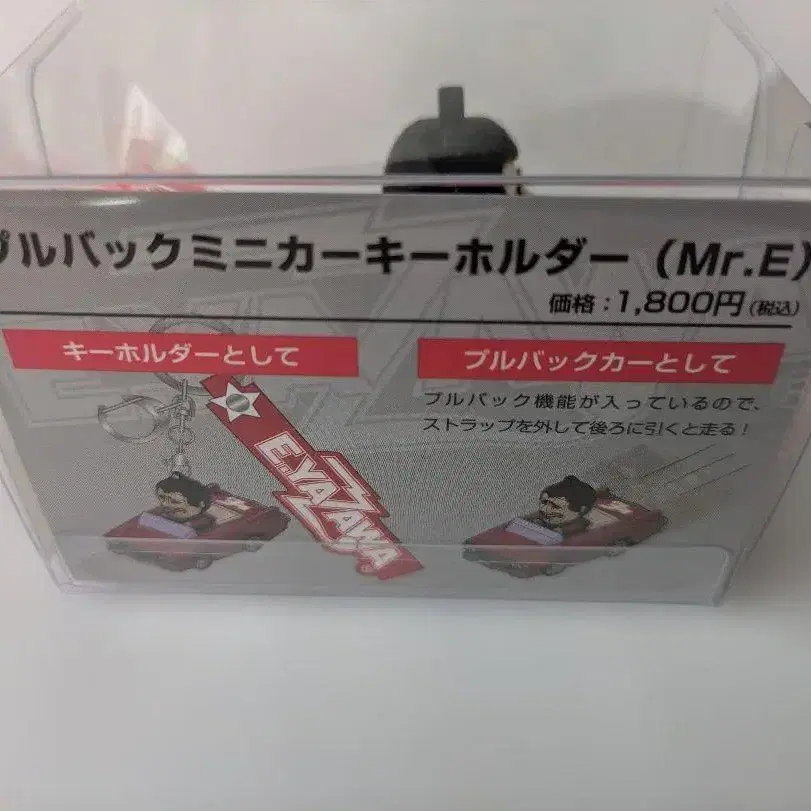 プルバックミニカーキーホルダー（Mr.E）
価格：1,800円（税込）
キーホルダーとして
プルバックカーとして
プルバック機能が入っているので、
ストラップを外して後ろに引くと走る！
E.YAZAWA